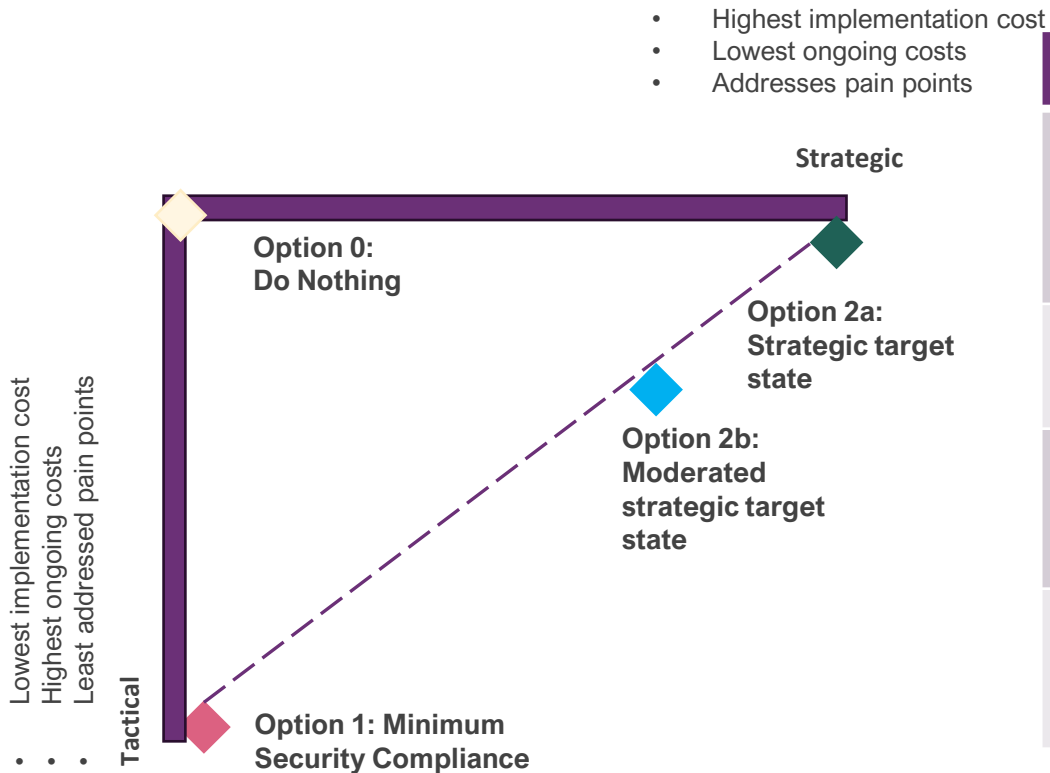 • Highest implementation cost
• Lowest ongoing costs
• Addresses pain points
Strategic
Option 0:
Do Nothing
Option 2a:
Strategic target
state
Option 2b:
Moderated
strategic target
state
• Lowest implementation cost
• Highest ongoing costs
• Least addressed pain points
Tactical
Option 1: Minimum
Security Compliance